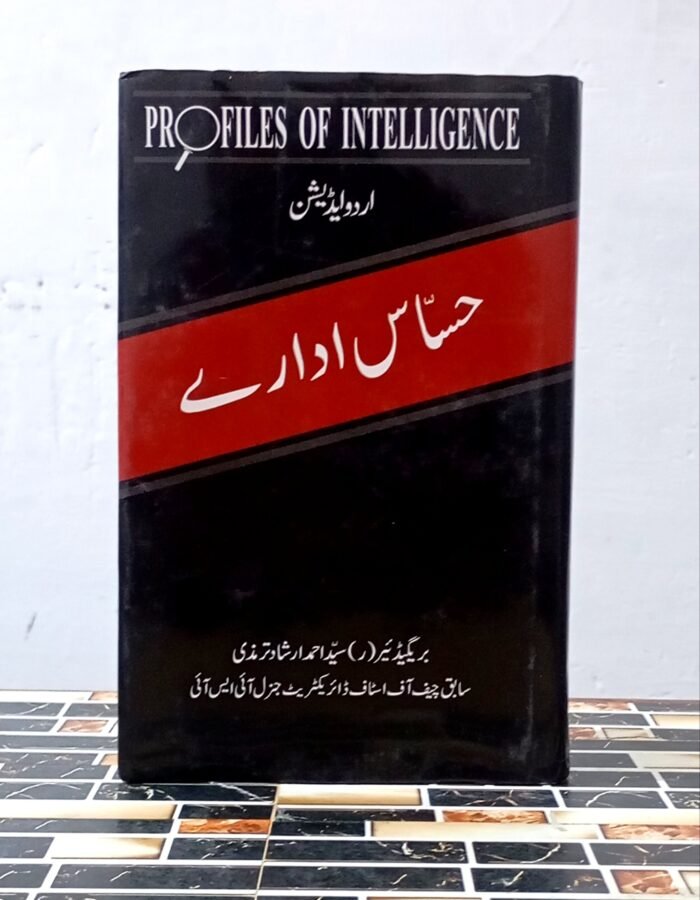 PROFILES OF INTELLIGENCE
اردو ایڈیشن
حسّاس ادارے
بریگیڈئیر (ر) سیّد احمد ارشاد ترمذی
سابق چیف آف اسٹاف ڈائریکٹریٹ جنرل آئی ایس آئی